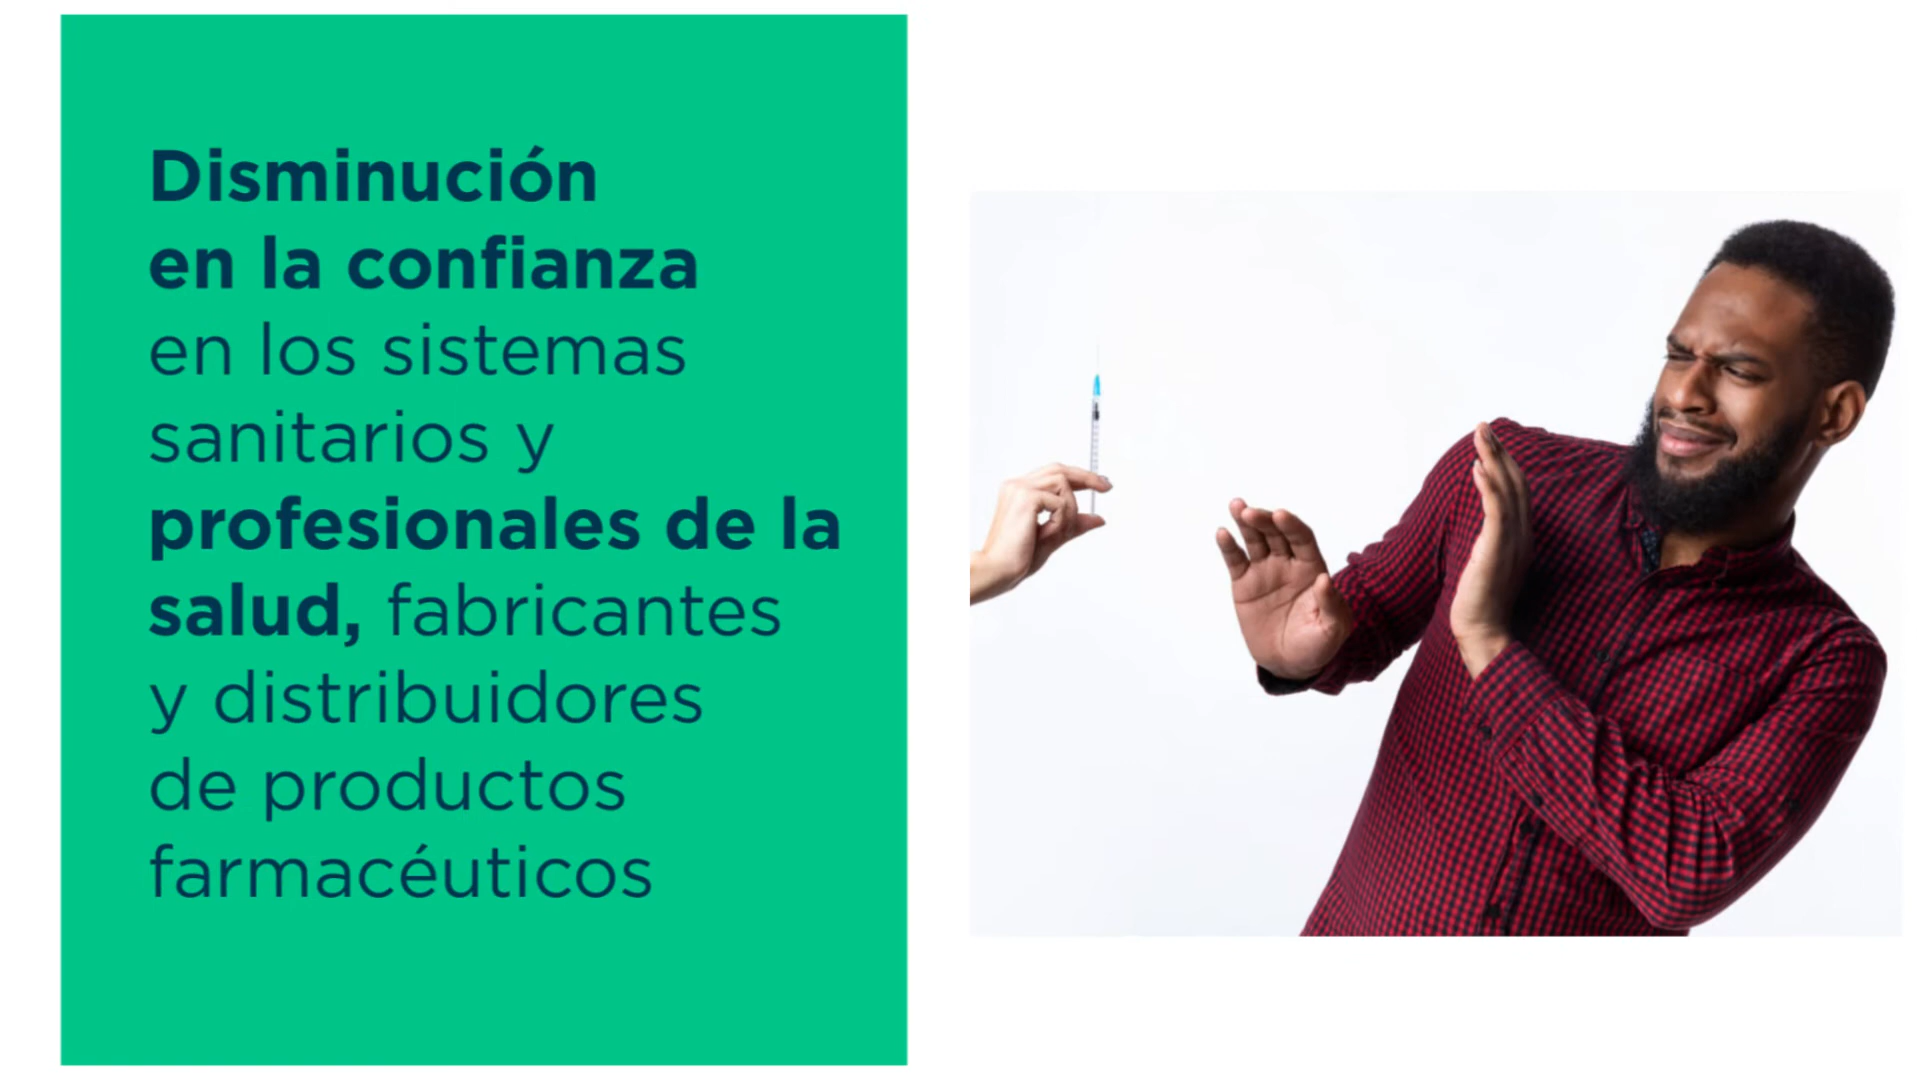 Disminución
en la confianza
en los sistemas
sanitarios y
profesionales de la
salud, fabricantes
y distribuidores
de productos
farmacéuticos